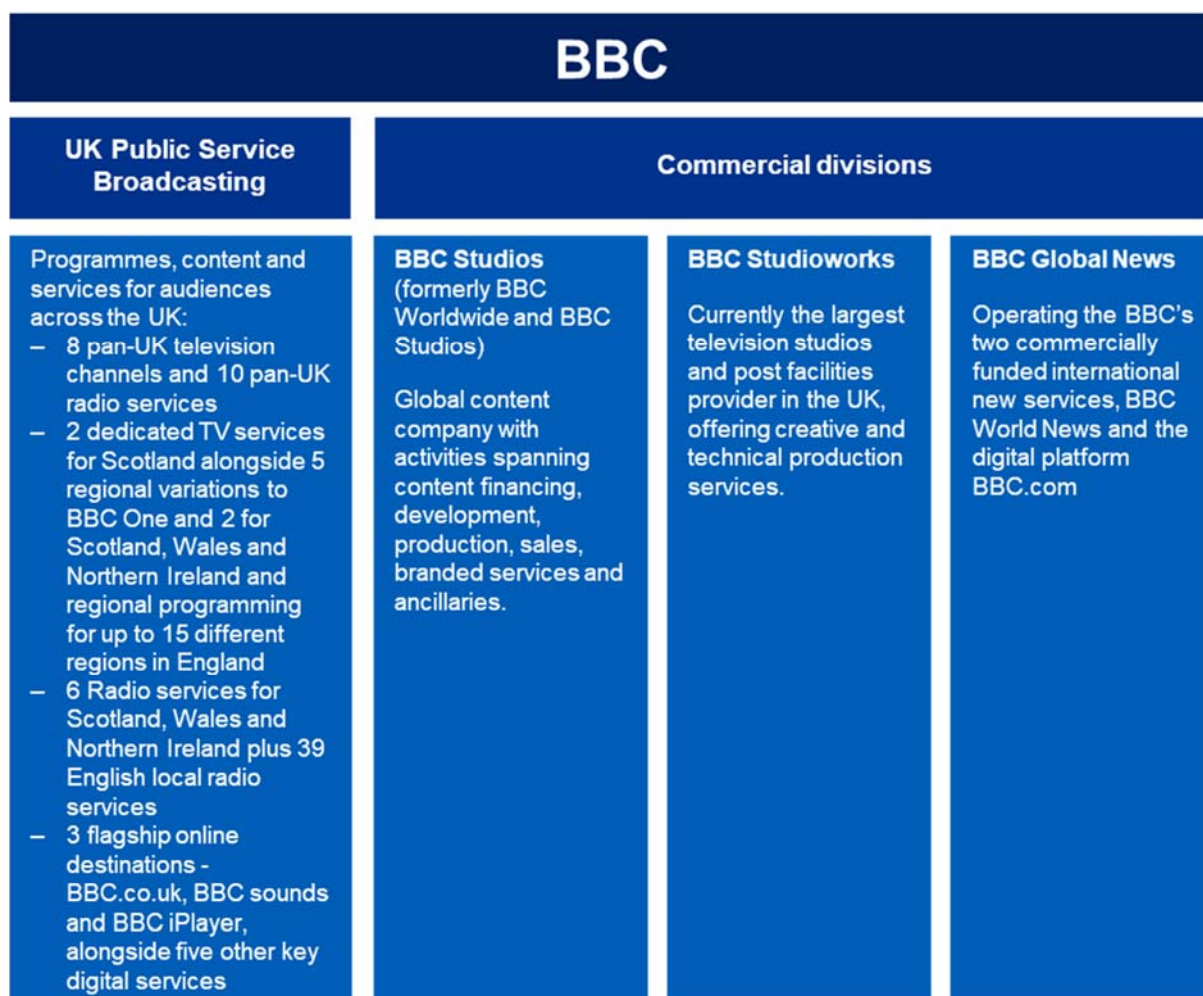 BBC
UK Public Service
Broadcasting
Commercial divisions
Programmes, content and
services for audiences
across the UK:
– 8 pan-UK television
channels and 10 pan-UK
radio services
– 2 dedicated TV services
for Scotland alongside 5
regional variations to
BBC One and 2 for
Scotland, Wales and
Northern Ireland and
regional programming
for up to 15 different
regions in England
– 6 Radio services for
Scotland, Wales and
Northern Ireland plus 39
English local radio
services
– 3 flagship online
destinations -
BBC.co.uk, BBC sounds
and BBC iPlayer,
alongside five other key
digital services
BBC Studios
(formerly BBC
Worldwide and BBC
Studios)
Global content
company with
activities spanning
content financing,
development,
production, sales,
branded services and
ancillaries.
BBC Studioworks
Currently the largest
television studios
and post facilities
provider in the UK,
offering creative and
technical production
services.
BBC Global News
Operating the BBC's
two commercially
funded international
new services, BBC
World News and the
digital platform
BBC.com